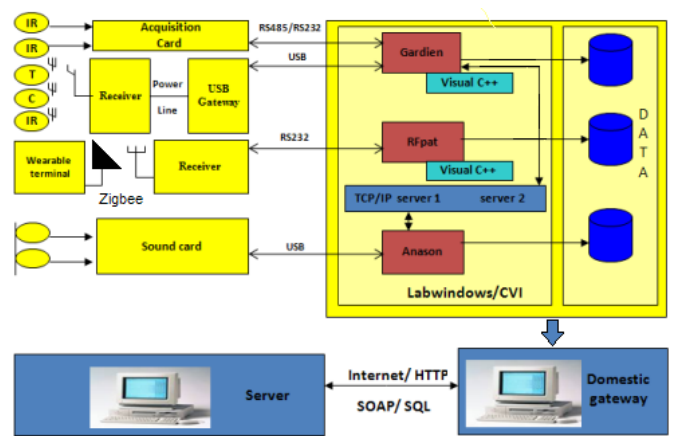 IR
Acquisition
Card
RS485/RS232
IR
USB
Gardien
Visual C++
T
C
IR
Receiver
Power
Line
USB
Gateway
D
A
T
A
RS232
RFpat
Visual C++
Wearable
terminal
Zigbee
Receiver
TCP/IP server 1 server 2
Sound card
USB
Anason
Labwindows/CVI
Server
Internet/ HTTP
SOAP/ SQL
Domestic
gateway